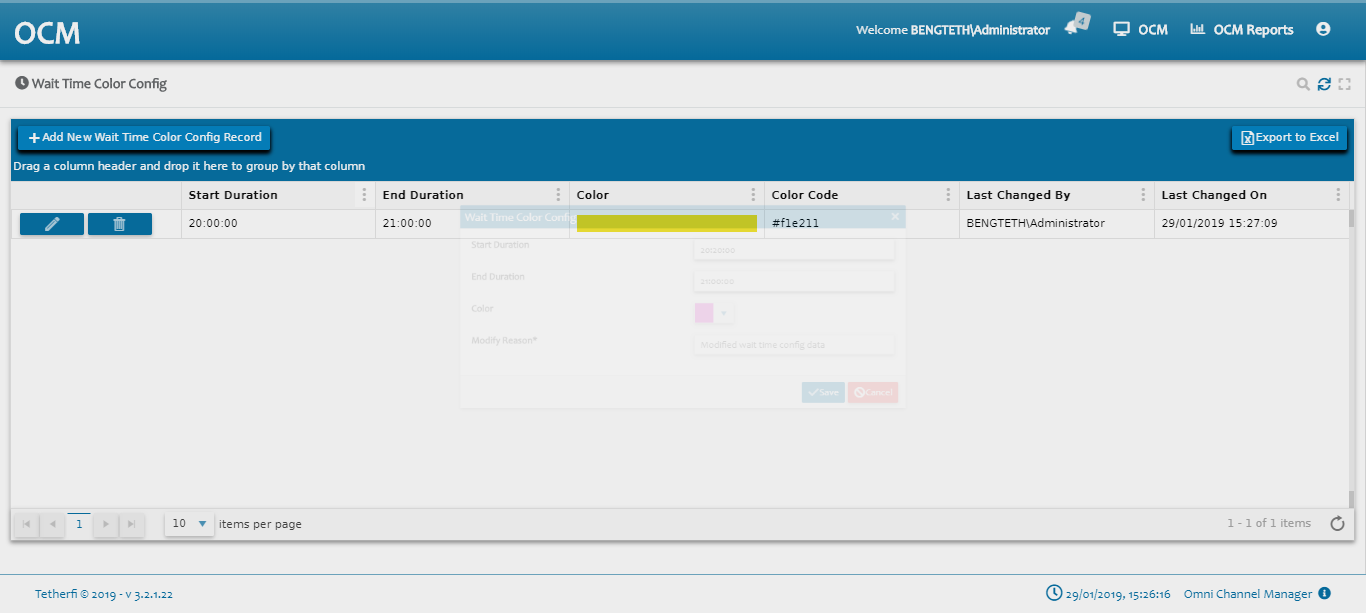 OCM
Welcome BENGTETH\Administrator
4
OCM
OCM Reports
Wait Time Color Config
Add New Wait Time Color Config Record
Export to Excel
Drag a column header and drop it here to group by that column
Start Duration
End Duration
Color
Color Code
Last Changed By
Last Changed On
20:00:00
21:00:00
#f1e211
BENGTETH\Administrator
29/01/2019 15:27:09
Wait Time Color Config
Start Duration
20:20:00
End Duration
21:00:00
Color
Modify Reason*
Modified wait time config data
Save
Cancel
1
10
items per page
1 - 1 of 1 items
Tetherfi © 2019 - v 3.2.1.22
29/01/2019, 15:26:16
Omni Channel Manager